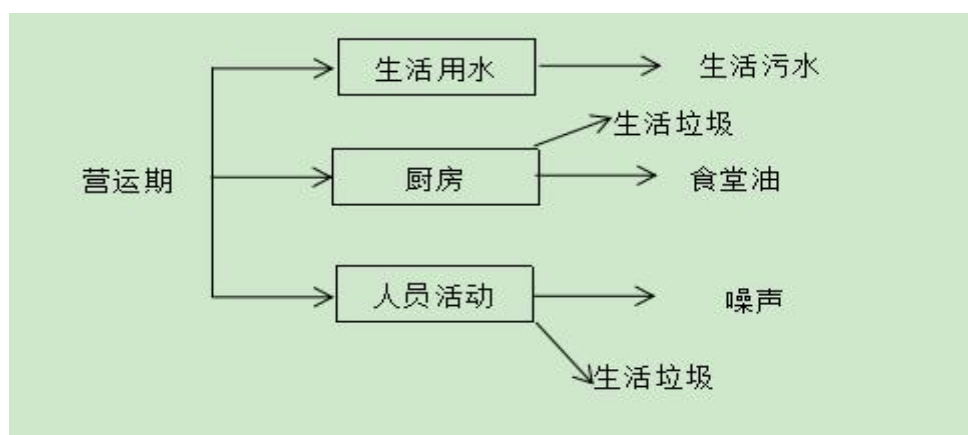 生活用水
生活污水
生活垃圾
营运期
厨房
食堂油
人员活动
噪声
生活垃圾